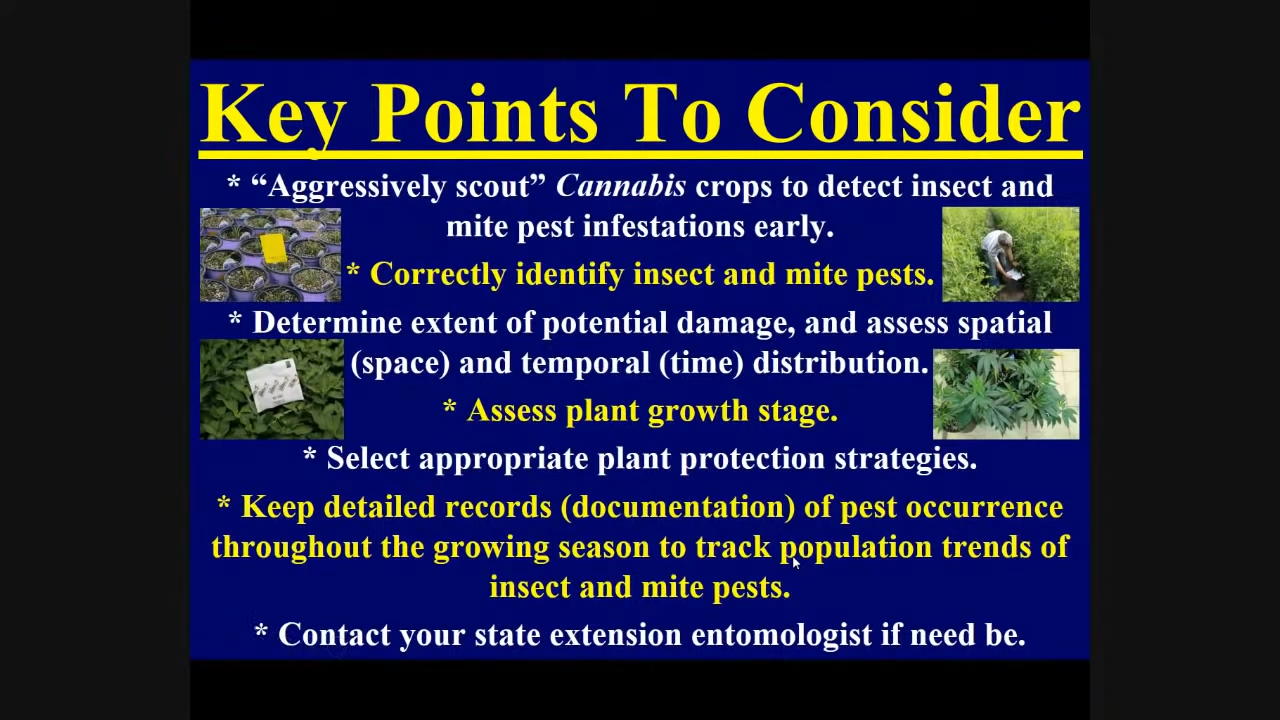 Key Points To Consider
* “Aggressively scout” Cannabis crops to detect insect and
mite pest infestations early.
* Correctly identify insect and mite pests.
* Determine extent of potential damage, and assess spatial
(space) and temporal (time) distribution.
* Assess plant growth stage.
* Select appropriate plant protection strategies.
* Keep detailed records (documentation) of pest occurrence
throughout the growing season to track population trends of
insect and mite pests.
* Contact your state extension entomologist if need be.